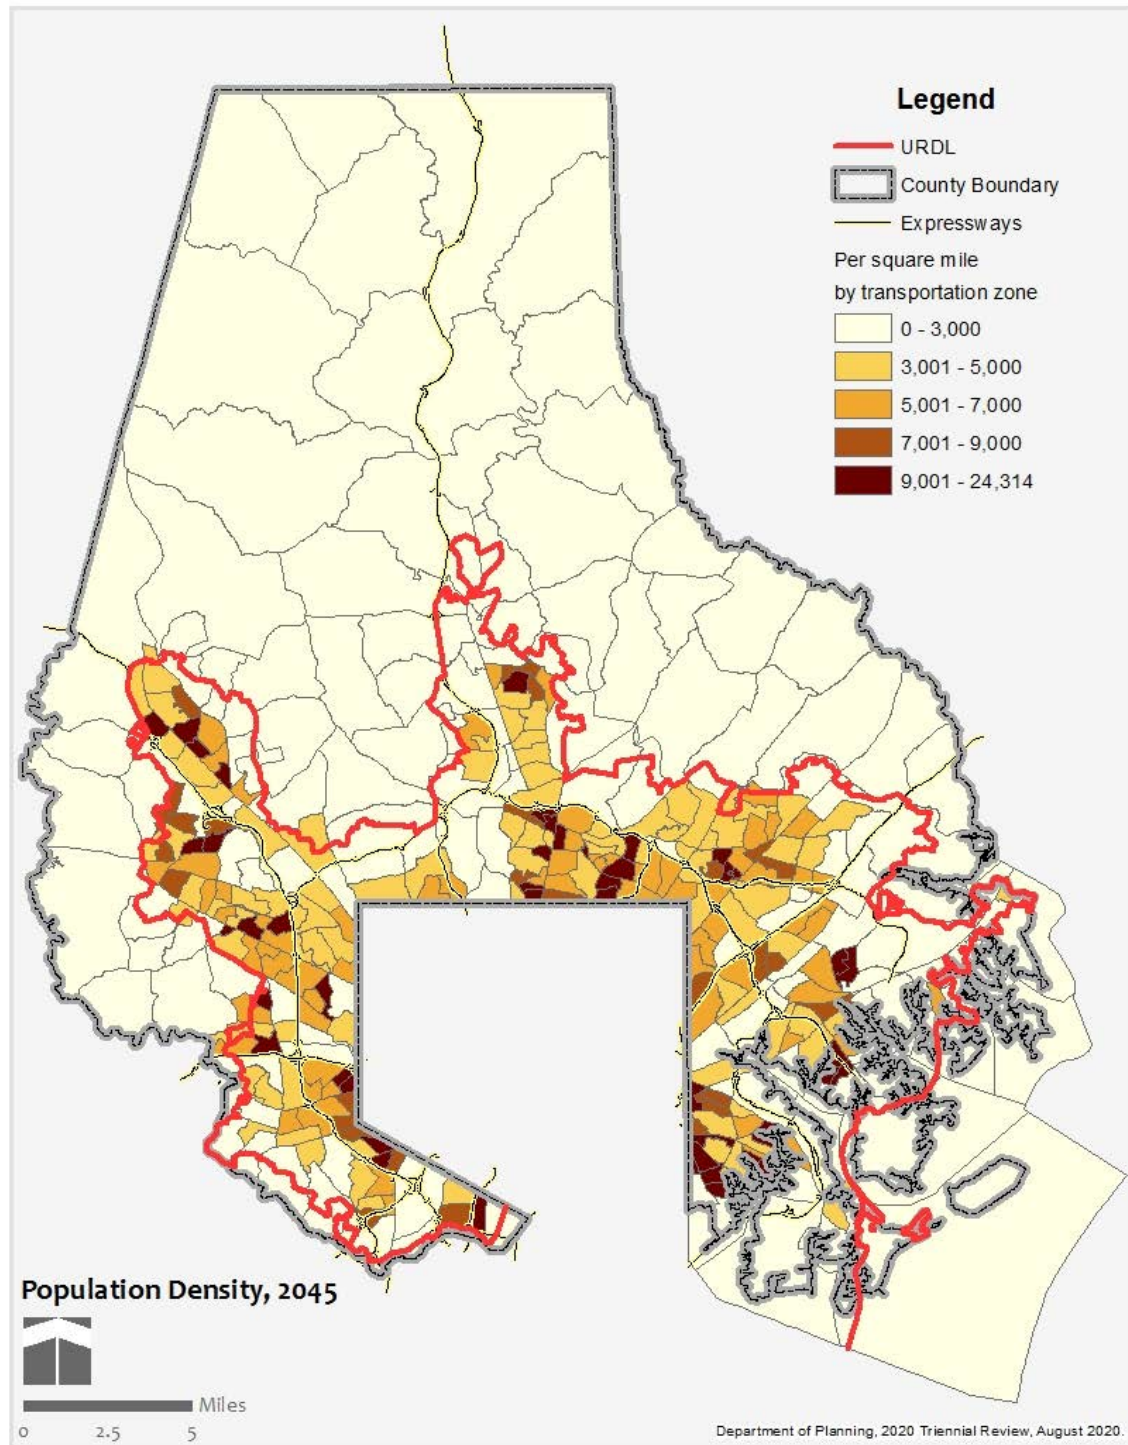 Legend
URDL
County Boundary
Expressways
Per square mile
by transportation zone
0 - 3,000
3,001 - 5,000
5,001 - 7,000
7,001 - 9,000
9,001 - 24,314
Population Density, 2045
Miles
0 2.5 5
Department of Planning, 2020 Triennial Review, August 2020.